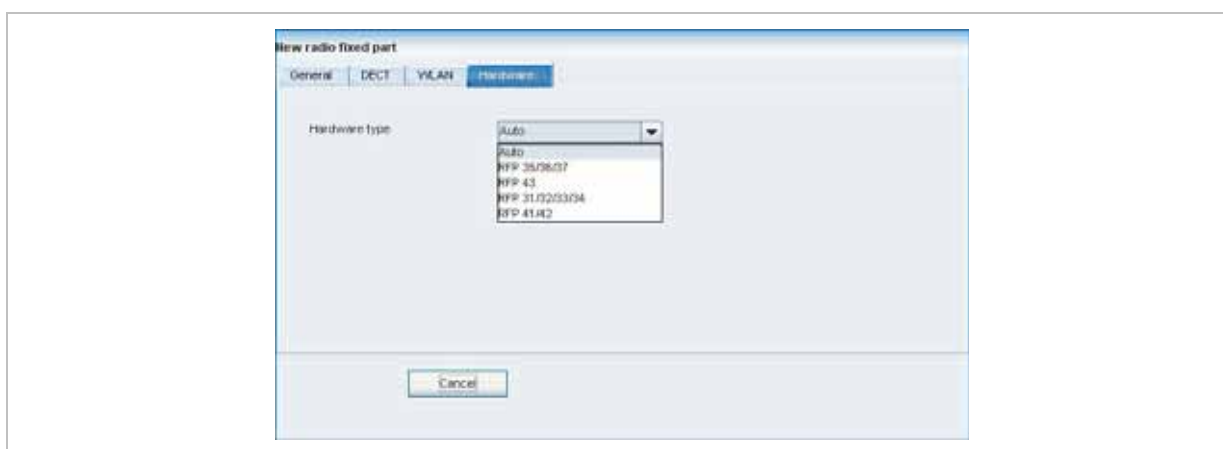 New radio fixed part
General DECT WLAN Hardware
Hardware type Auto
Auto
RFP 35/36/37
RFP 43
RFP 31/32/33/34
RFP 41/42
Cancel